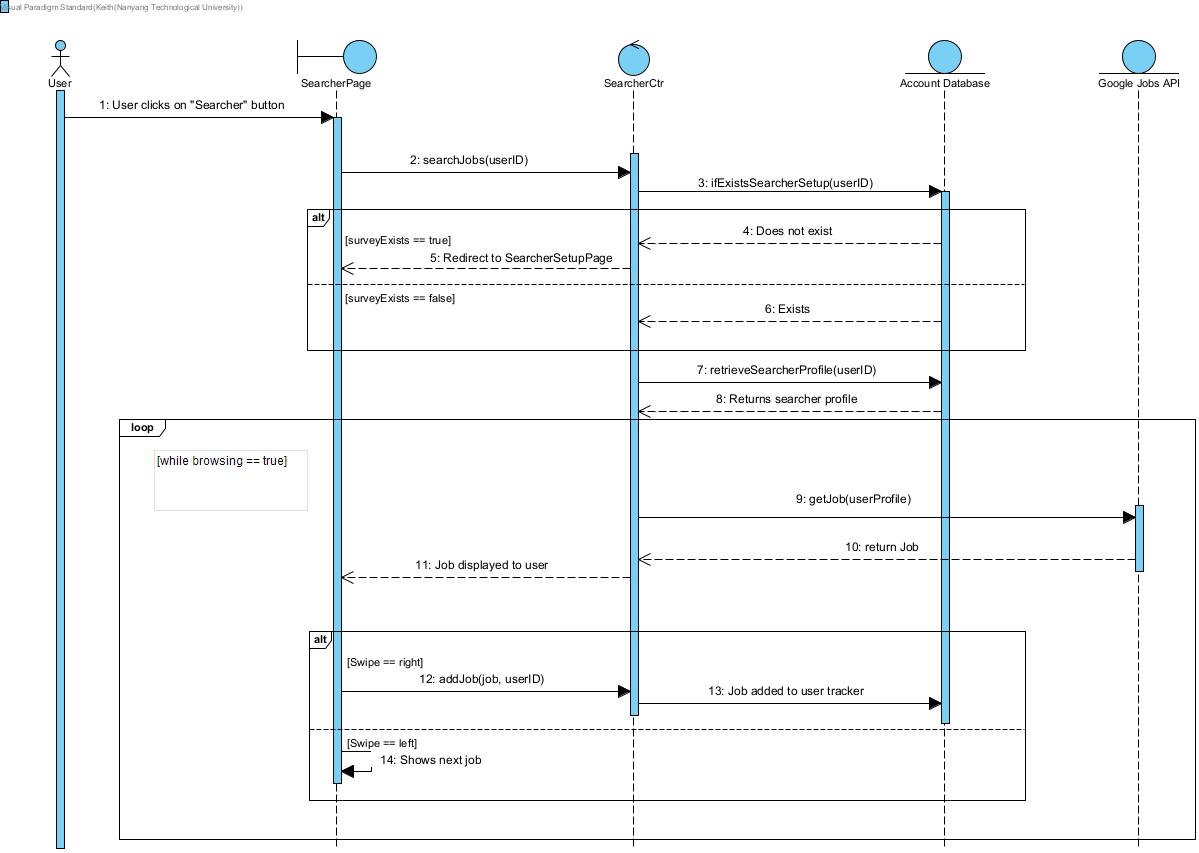 Visual Paradigm Standard(Keith(Nanyang Technological University))
User
SearcherPage
SearcherCtr
Account Database
Google Jobs API
1: User clicks on "Searcher" button
2: searchJobs(userID)
3: ifExistsSearcherSetup(userID)
alt
4: Does not exist
[surveyExists == true]
5: Redirect to SearcherSetupPage
[surveyExists == false]
6: Exists
7: retrieveSearcherProfile(userID)
8: Returns searcher profile
loop
[while browsing == true]
9: getJob(userProfile)
10: return Job
11: Job displayed to user
alt
[Swipe == right]
12: addJob(job, userID)
13: Job added to user tracker
[Swipe == left]
14: Shows next job